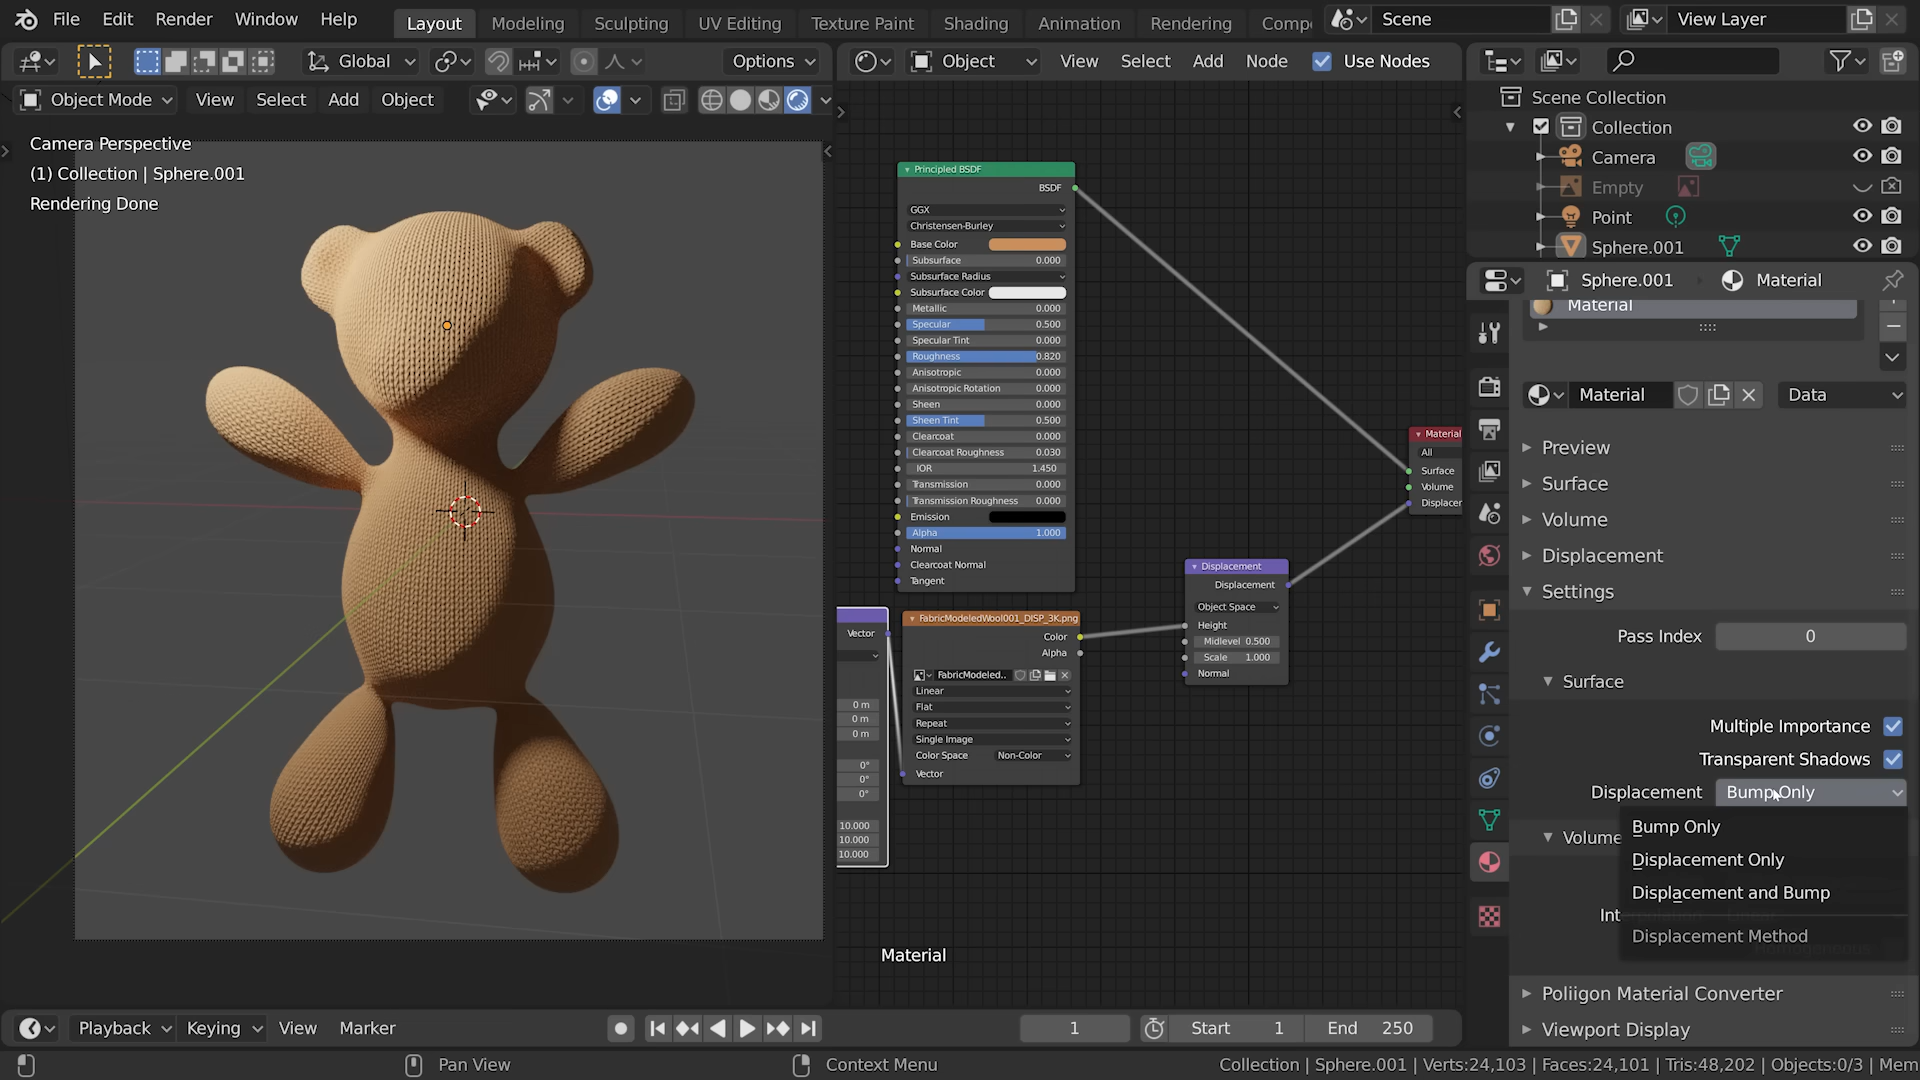 File Edit Render Window Help Layout Modeling Sculpting UV Editing Texture Paint Shading Animation Rendering Comp Scene View Layer
Global Options Object View Select Add Node Use Nodes
Object Mode View Select Add Object
Camera Perspective
(1) Collection | Sphere.001
Rendering Done
Principled BSDF
BSDF
GGX
Christensen-Burley
Base Color
Subsurface 0.000
Subsurface Radius
Subsurface Color
Metallic 0.000
Specular 0.500
Specular Tint 0.000
Roughness 0.820
Anisotropic 0.000
Anisotropic Rotation 0.000
Sheen 0.000
Sheen Tint 0.500
Clearcoat 0.000
Clearcoat Roughness 0.030
IOR 1.450
Transmission 0.000
Transmission Roughness 0.000
Emission
Alpha 1.000
Normal
Clearcoat Normal
Tangent
Vector
0 m
0 m
0 m
0°
0°
0°
10.000
10.000
10.000
FabricModeledWool001_DISP_3K.png
Color
Alpha
FabricModeled..
Linear
Flat
Repeat
Single Image
Color Space Non-Color
Vector
Displacement
Displacement
Object Space
Height
Midlevel 0.500
Scale 1.000
Normal
Material
All
Surface
Volume
Displacer
Material
Scene Collection
Collection
Camera
Empty
Point
Sphere.001
Sphere.001 Material
Material
Material Data
Preview
Surface
Volume
Displacement
Settings
Pass Index 0
Surface
Multiple Importance
Transparent Shadows
Displacement Bump Only
Volume
Bump Only
Displacement Only
Displacement and Bump
Int
Displacement Method
Poliigon Material Converter
Viewport Display
Playback Keying View Marker 1 Start 1 End 250
Pan View Context Menu Collection | Sphere.001 | Verts:24,103 | Faces:24,101 | Tris:48,202 | Objects:0/3 | Mem